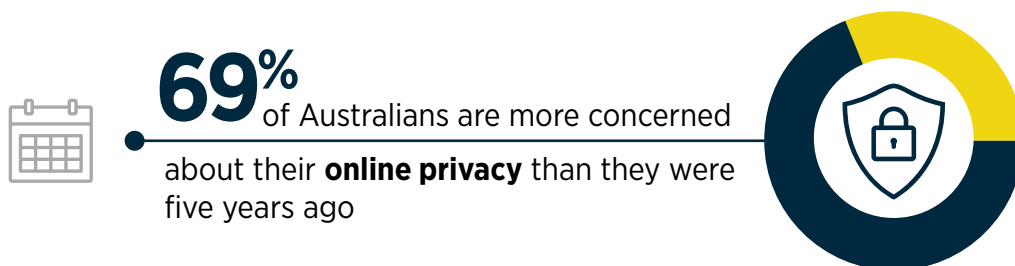 69%
of Australians are more concerned
about their online privacy than they were
five years ago